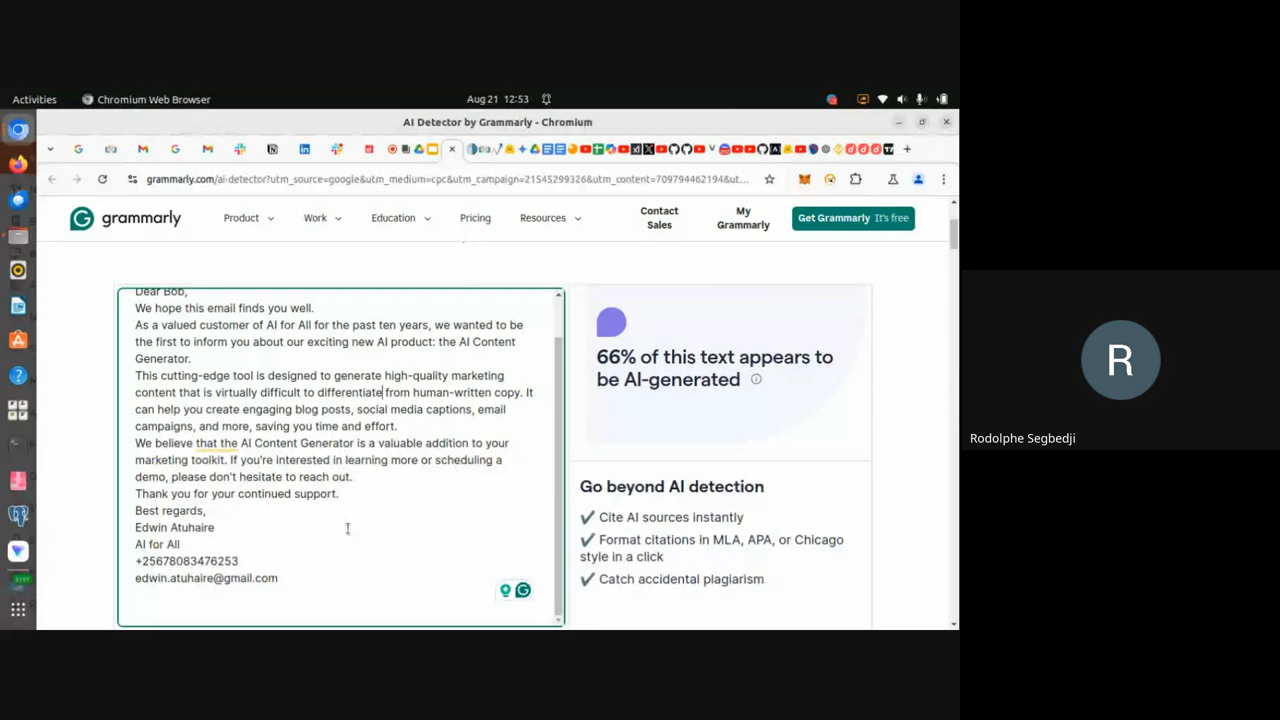 Activities
Chromium Web Browser
Aug 21 12:53
AI Detector by Grammarly - Chromium
grammarly.com/ai-detector?utm_source=google&utm_medium=cpc&utm_campaign=21545299326&utm_content=709794462194&ut...
grammarly
Product
Work
Education
Pricing
Resources
Contact Sales
My Grammarly
Get Grammarly It's free
Dear Bob,
We hope this email finds you well.
As a valued customer of AI for All for the past ten years, we wanted to be
the first to inform you about our exciting new AI product: the AI Content
Generator.
This cutting-edge tool is designed to generate high-quality marketing
content that is virtually difficult to differentiate from human-written copy. It
can help you create engaging blog posts, social media captions, email
campaigns, and more, saving you time and effort.
We believe that the AI Content Generator is a valuable addition to your
marketing toolkit. If you're interested in learning more or scheduling a
demo, please don't hesitate to reach out.
Thank you for your continued support.
Best regards,
Edwin Atuhaire
AI for All
+25678083476253
edwin.atuhaire@gmail.com
66% of this text appears to
be AI-generated
Go beyond AI detection
✔ Cite AI sources instantly
✔ Format citations in MLA, APA, or Chicago
style in a click
✔ Catch accidental plagiarism
R
Rodolphe Segbedji